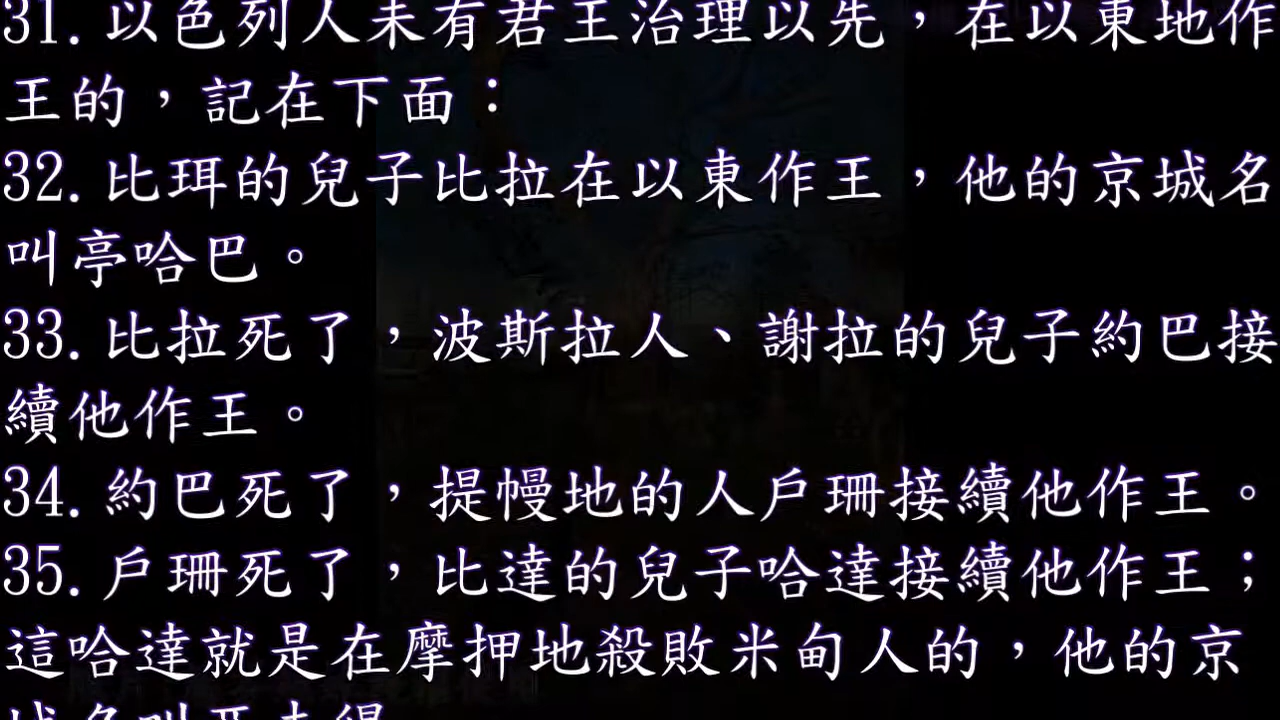 31. 以色列人未有君王治理以先，在以東地作
王的，記在下面：
32. 比珥的兒子比拉在以東作王，他的京城名
叫亭哈巴。
33. 比拉死了，波斯拉人、謝拉的兒子約巴接
續他作王。
34. 約巴死了，提幔地的人戶珊接續他作王。
35. 戶珊死了，比達的兒子哈達接續他作王；
這哈達就是在摩押地殺敗米甸人的，他的京
城名叫亞未得